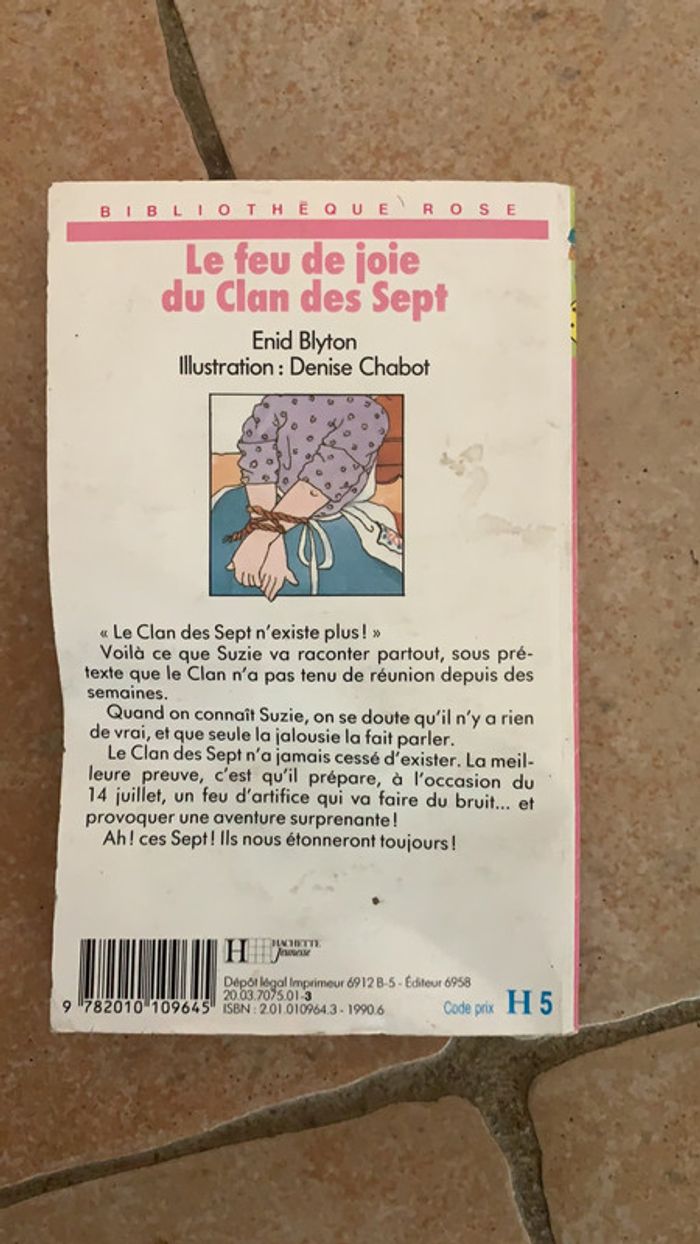 BIBLIOTHÈQUE ROSE
Le feu de joie
du Clan des Sept
Enid Blyton
Illustration : Denise Chabot
« Le Clan des Sept n'existe plus ! »
Voilà ce que Suzie va raconter partout, sous pré-
texte que le Clan n'a pas tenu de réunion depuis des
semaines.
Quand on connaît Suzie, on se doute qu'il n'y a rien
de vrai, et que seule la jalousie la fait parler.
Le Clan des Sept n'a jamais cessé d'exister. La meil-
leure preuve, c'est qu'il prépare, à l'occasion du
14 juillet, un feu d'artifice qui va faire du bruit... et
provoquer une aventure surprenante !
Ah ! ces Sept ! Ils nous étonneront toujours !
H HACHETTE
Jeunesse
Dépôt légal Imprimeur 6912 B-5 - Éditeur 6958
20.03.7075.01-3
ISBN : 2.01.010964.3 - 1990.6
Code prix H 5
9 782010 109645